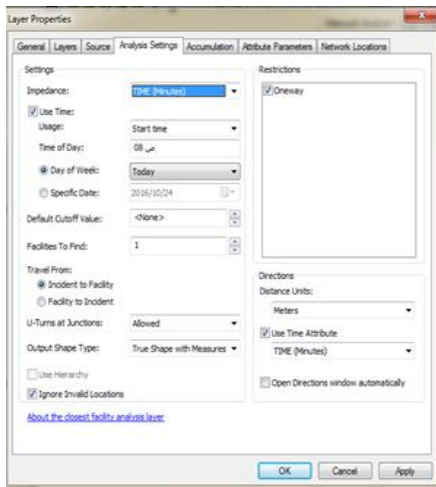 Layer Properties
General Layers Source Analysis Settings Accumulation Attribute Parameters Network Locations
Settings
Impedance: TIME (Minutes)
Use Time:
Usage: Start time
Time of Day: 08 ص
Day of Week: Today
Specific Date: 2016/10/24
Default Cutoff Value: <None>
Facilities To Find: 1
Travel From:
Incident to Facility
Facility to Incident
U-Turns at Junctions: Allowed
Output Shape Type: True Shape with Measures
Use Hierarchy
Ignore Invalid Locations
About the closest facility analysis layer
Restrictions
Oneway
Directions
Distance Units:
Meters
Use Time Attribute
TIME (Minutes)
Open Directions window automatically
OK Cancel Apply